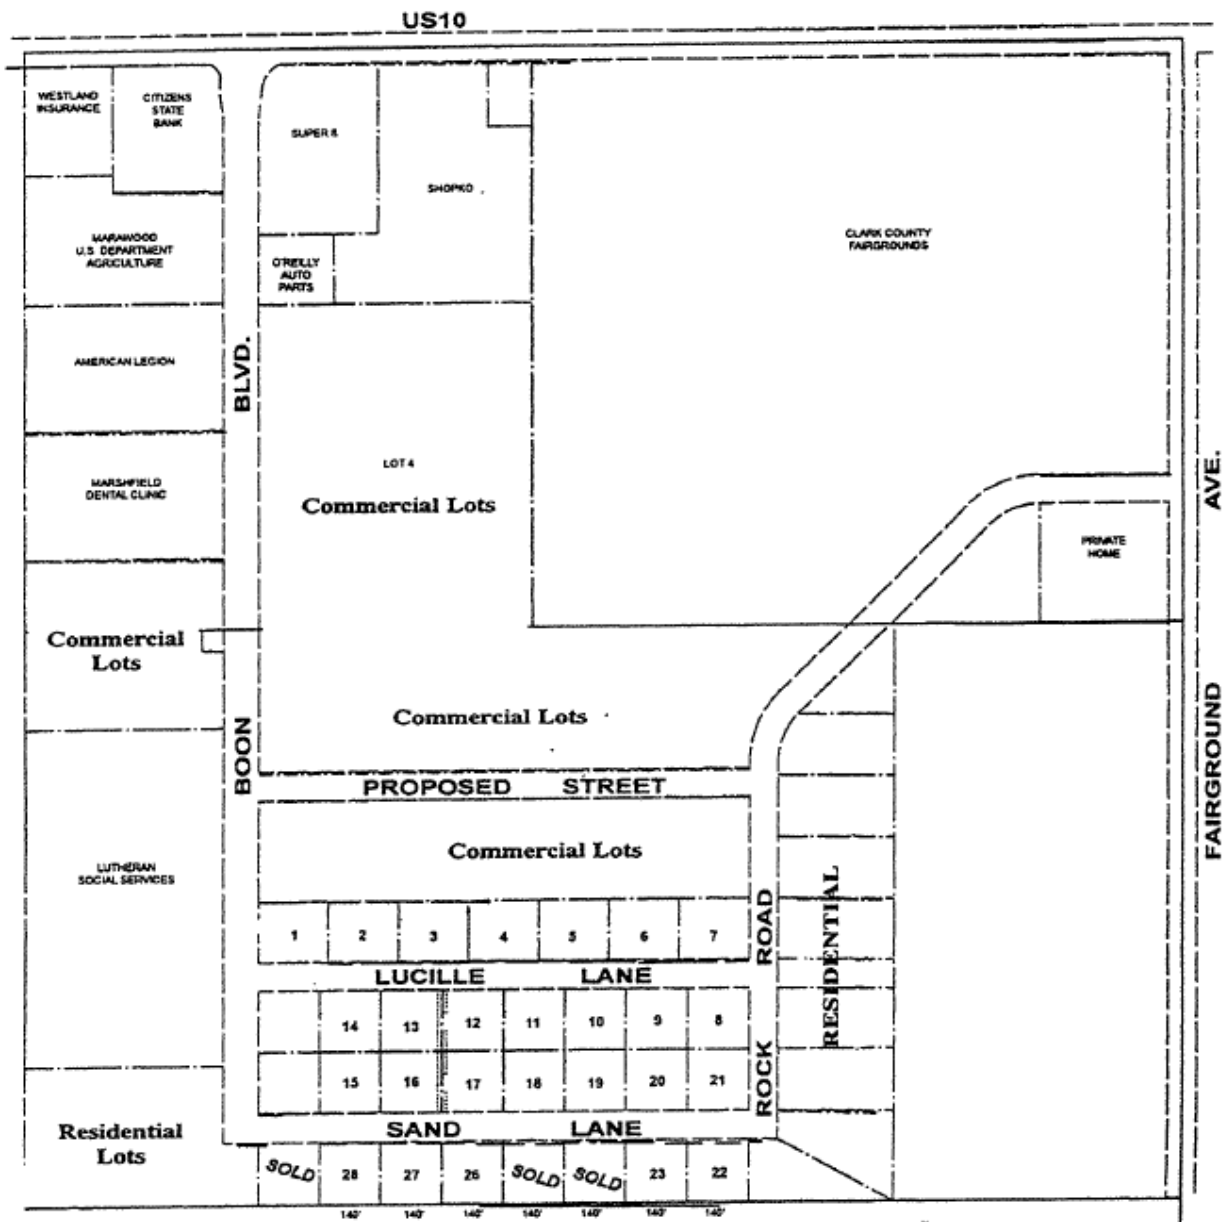 US10
WESTLAND
INSURANCE
CITIZENS
STATE
BANK
SUPER 8
SHOPKO
MARAWOOD
U.S. DEPARTMENT
AGRICULTURE
O'REILLY
AUTO
PARTS
CLARK COUNTY
FAIRGROUNDS
AMERICAN LEGION
BLVD.
LOT 4
Commercial Lots
MARSHFIELD
DENTAL CLINIC
AVE.
PRIVATE
HOME
Commercial
Lots
Commercial Lots
BOON
FAIRGROUND
PROPOSED STREET
Commercial Lots
LUTHERAN
SOCIAL SERVICES
RESIDENTIAL
ROAD
1 2 3 4 5 6 7
LUCILLE LANE
14 13 12 11 10 9 8
ROCK
15 16 17 18 19 20 21
SAND LANE
Residential
Lots
SOLD 28 27 26 SOLD SOLD 23 22
140' 140' 140' 140' 140' 140' 140'